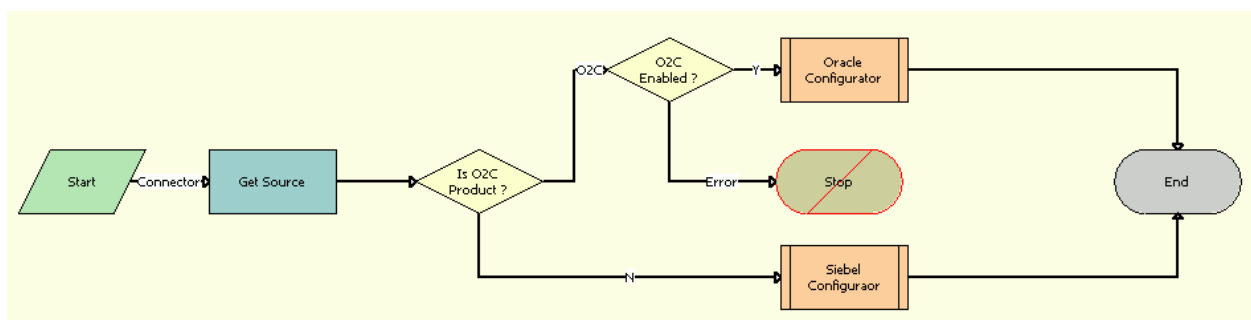 Start
Connector
Get Source
Is O2C
Product ?
O2C
O2C
Enabled ?
Y
Oracle
Configurator
Error
Stop
N
Siebel
Configuraor
End